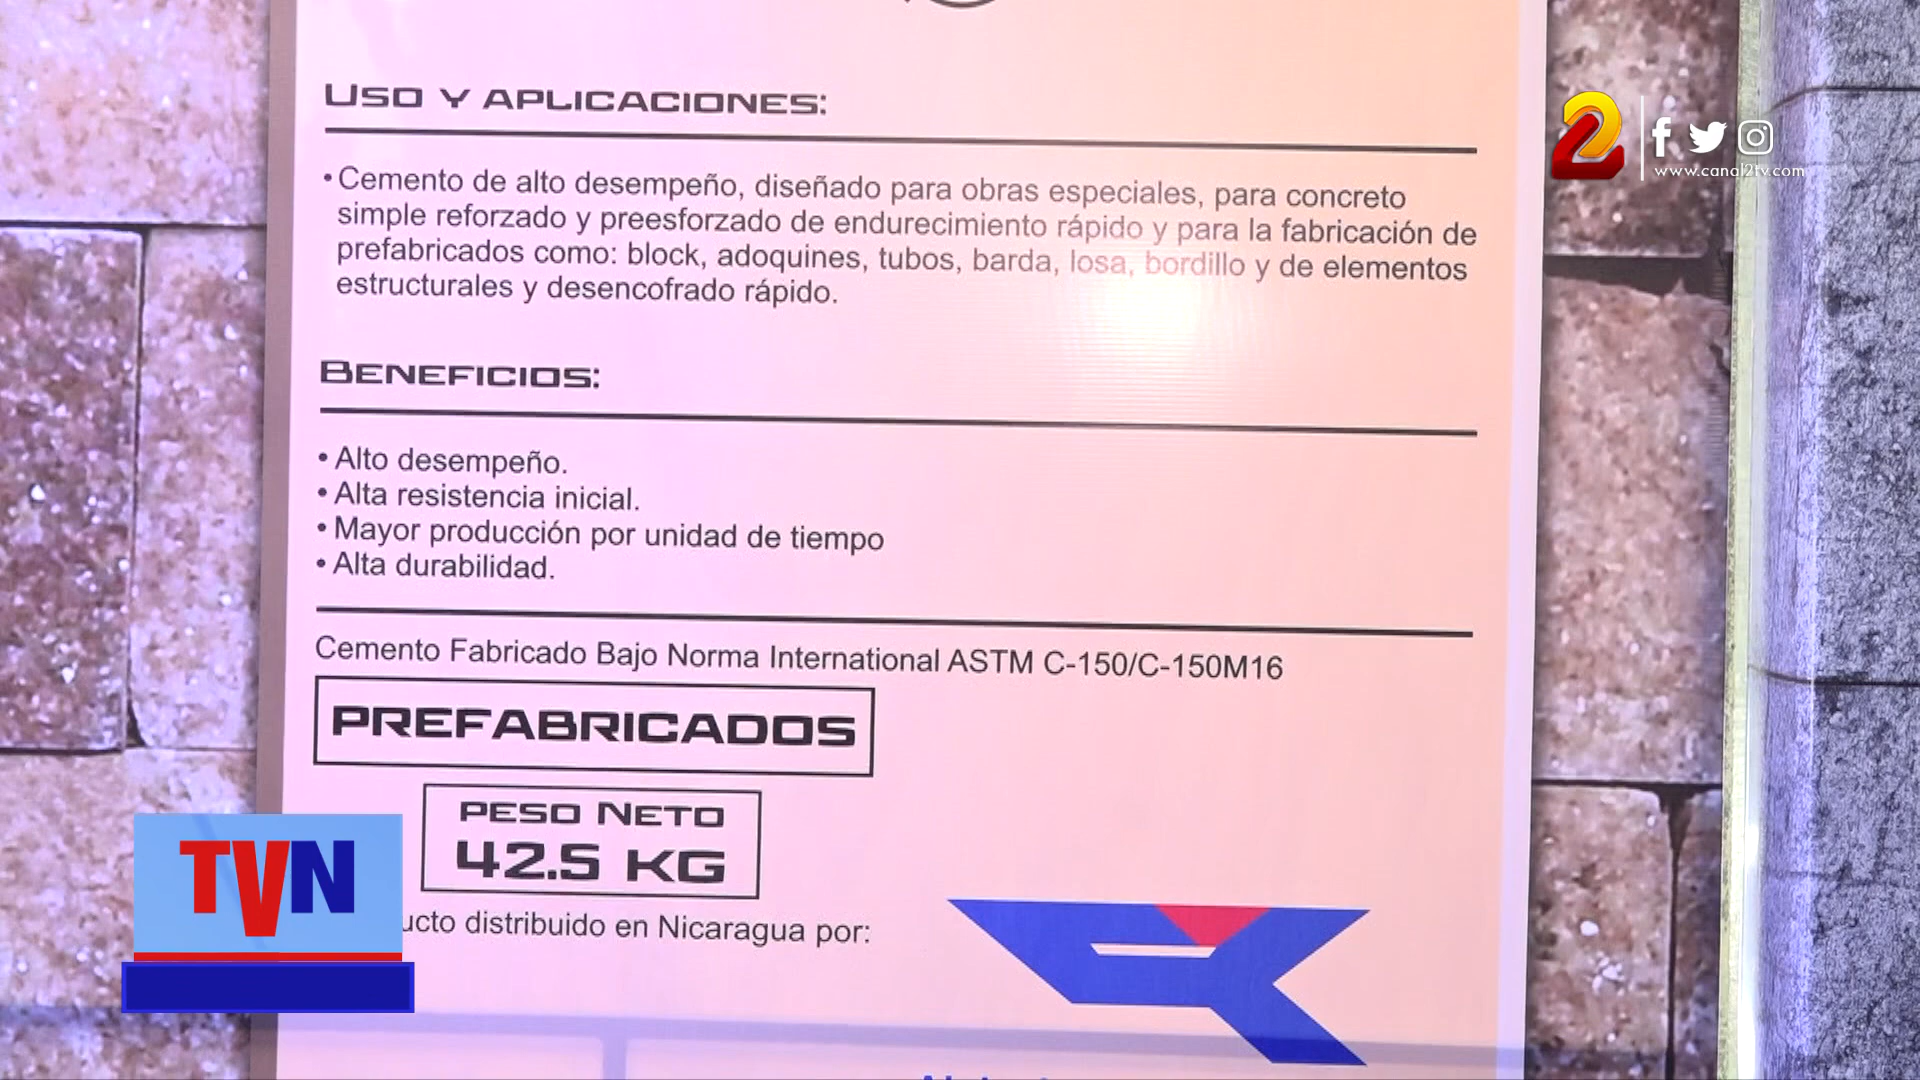 USO Y APLICACIONES:
• Cemento de alto desempeño, diseñado para obras especiales, para concreto
simple reforzado y preesforzado de endurecimiento rápido y para la fabricación de
prefabricados como: block, adoquines, tubos, barda, losa, bordillo y de elementos
estructurales y desencofrado rápido.
BENEFICIOS:
• Alto desempeño.
• Alta resistencia inicial.
• Mayor producción por unidad de tiempo
• Alta durabilidad.
Cemento Fabricado Bajo Norma International ASTM C-150/C-150M16
PREFABRICADOS
PESO NETO
42.5 KG
distribuido en Nicaragua por:
TVN
2
www.canal2tv.com